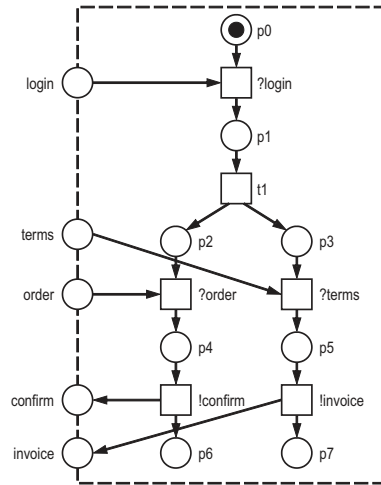 p0
login
?login
p1
t1
terms
p2
p3
order
?order
?terms
p4
p5
confirm
!confirm
!invoice
invoice
p6
p7